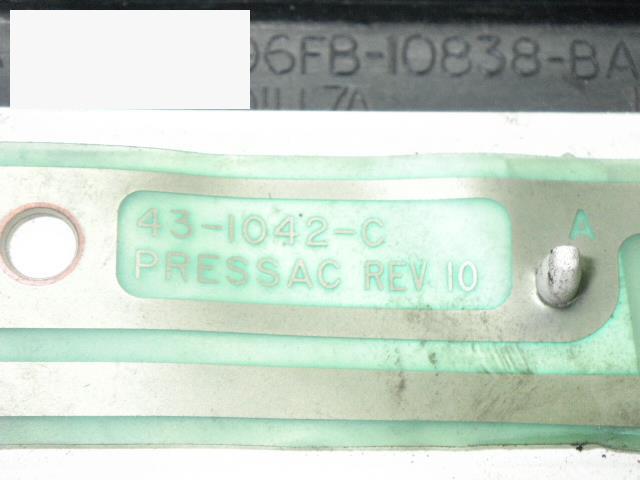 96FB-10838-BA
43-1042-C
A
PRESSAC REV 10